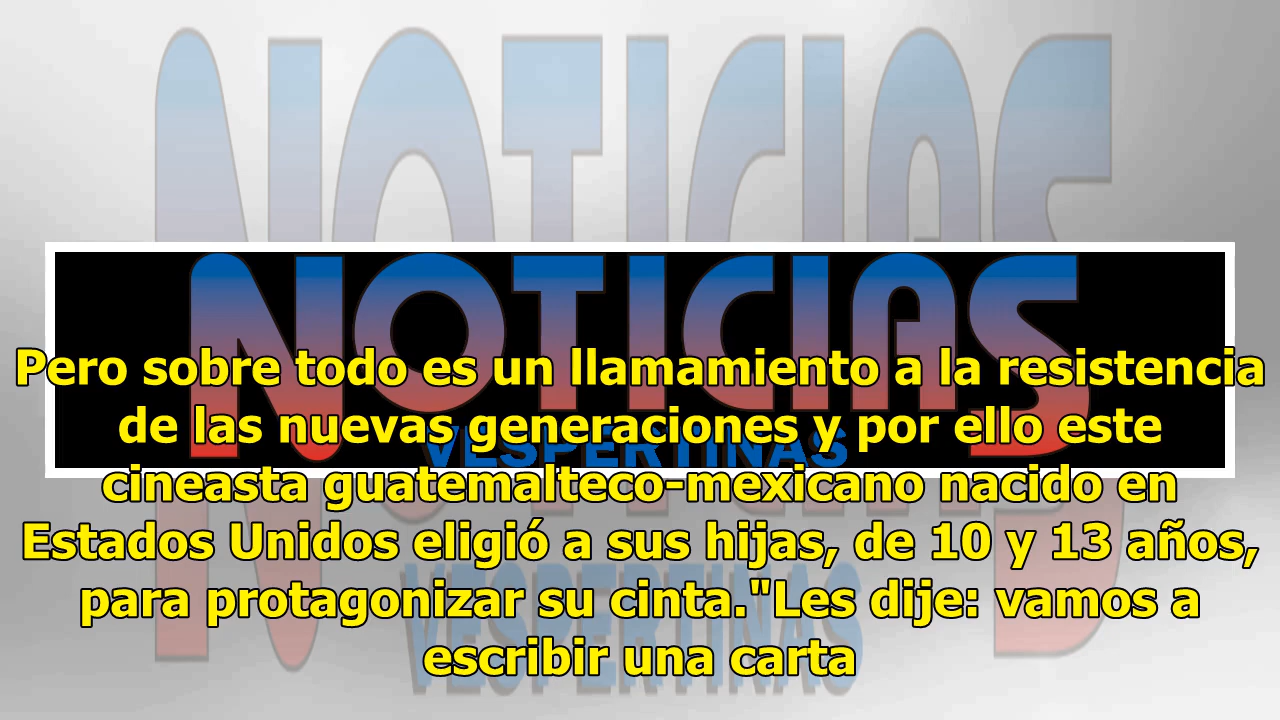 NOTICIAS
VESPERTINAS
NOTICIAS
VESPERTINAS
Pero sobre todo es un llamamiento a la resistencia
de las nuevas generaciones y por ello este
cineasta guatemalteco-mexicano nacido en
Estados Unidos eligió a sus hijas, de 10 y 13 años,
para protagonizar su cinta."Les dije: vamos a
escribir una carta